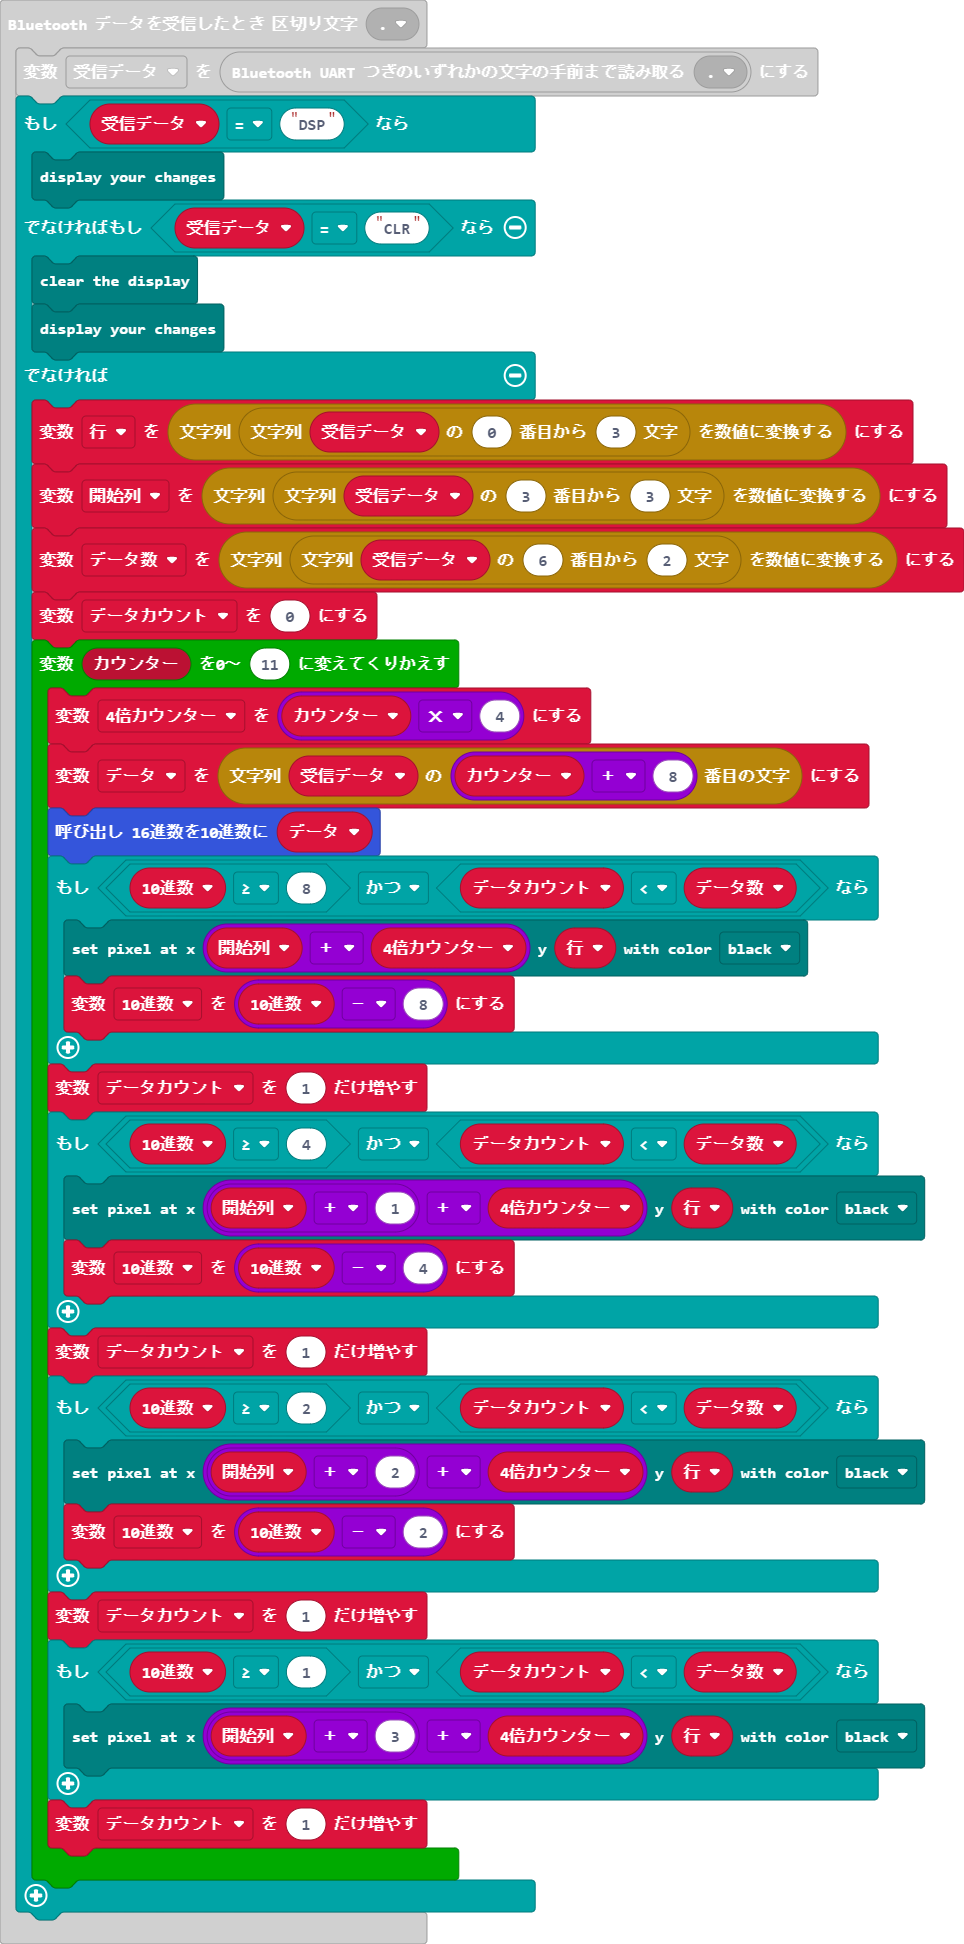 Bluetooth データを受信したとき 区切り文字 .
変数 受信データ を Bluetooth UART つぎのいずれかの文字の手前まで読み取る . にする
もし 受信データ = "DSP" なら
display your changes
でなければもし 受信データ = "CLR" なら
clear the display
display your changes
でなければ
変数 行 を 文字列 文字列 受信データ の 0 番目から 3 文字 を数値に変換する にする
変数 開始列 を 文字列 文字列 受信データ の 3 番目から 3 文字 を数値に変換する にする
変数 データ数 を 文字列 文字列 受信データ の 6 番目から 2 文字 を数値に変換する にする
変数 データカウント を 0 にする
変数 カウンター を0～ 11 に変えてくりかえす
変数 4倍カウンター を カウンター × 4 にする
変数 データ を 文字列 受信データ の カウンター + 8 番目の文字 にする
呼び出し 16進数を10進数に データ
もし 10進数 ≥ 8 かつ データカウント < データ数 なら
set pixel at x 開始列 + 4倍カウンター y 行 with color black
変数 10進数 を 10進数 - 8 にする
変数 データカウント を 1 だけ増やす
もし 10進数 ≥ 4 かつ データカウント < データ数 なら
set pixel at x 開始列 + 1 + 4倍カウンター y 行 with color black
変数 10進数 を 10進数 - 4 にする
変数 データカウント を 1 だけ増やす
もし 10進数 ≥ 2 かつ データカウント < データ数 なら
set pixel at x 開始列 + 2 + 4倍カウンター y 行 with color black
変数 10進数 を 10進数 - 2 にする
変数 データカウント を 1 だけ増やす
もし 10進数 ≥ 1 かつ データカウント < データ数 なら
set pixel at x 開始列 + 3 + 4倍カウンター y 行 with color black
変数 データカウント を 1 だけ増やす